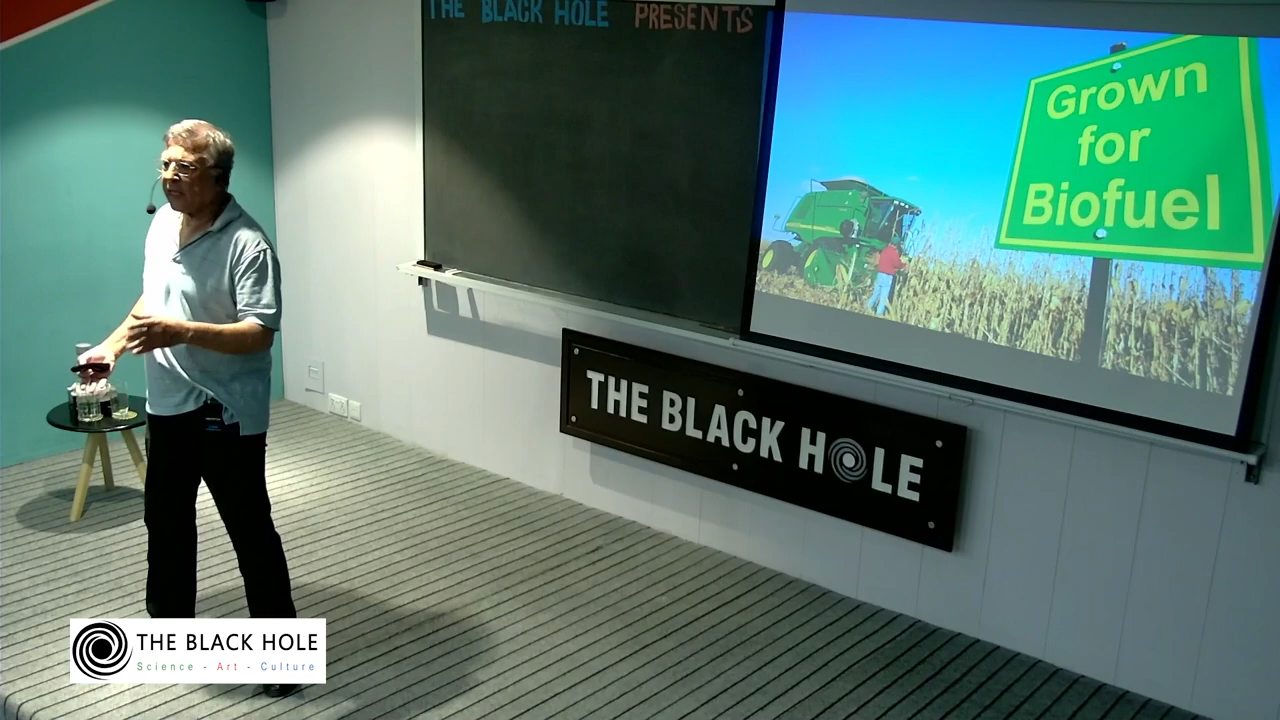 THE BLACK HOLE PRESENTS
Grown
for
Biofuel
THE BLACK HOLE
THE BLACK HOLE
Science - Art - Culture